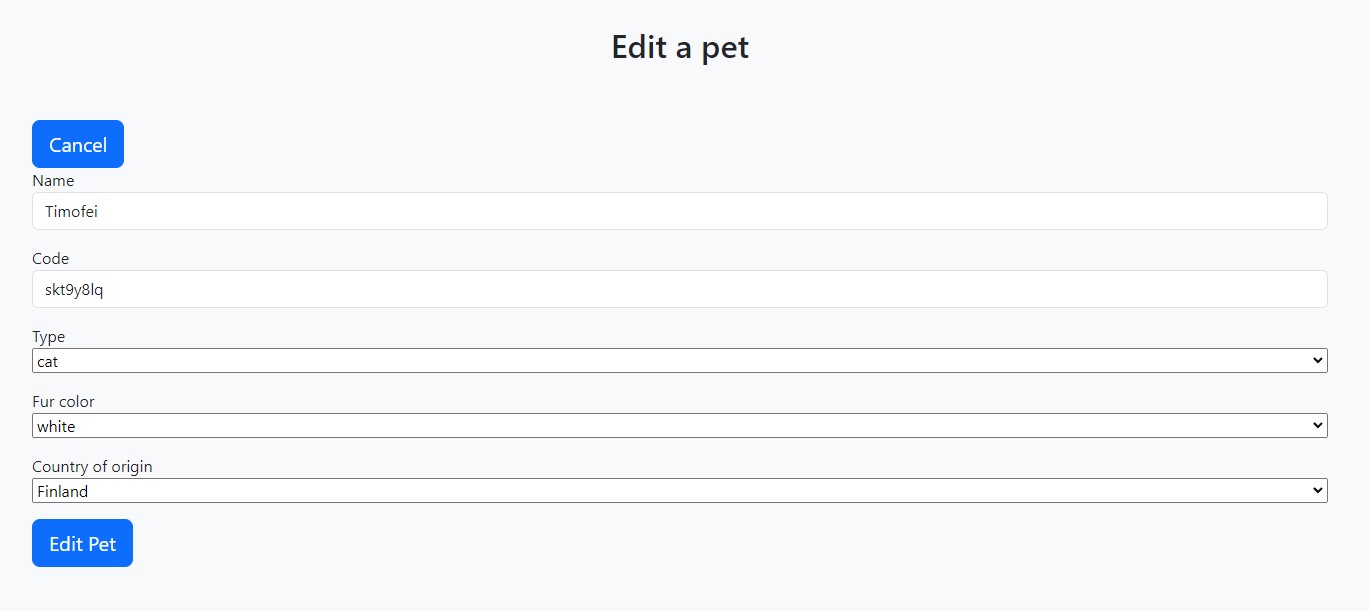 Edit a pet
Cancel
Name
Timofei
Code
skt9y8lq
Type
cat
Fur color
white
Country of origin
Finland
Edit Pet